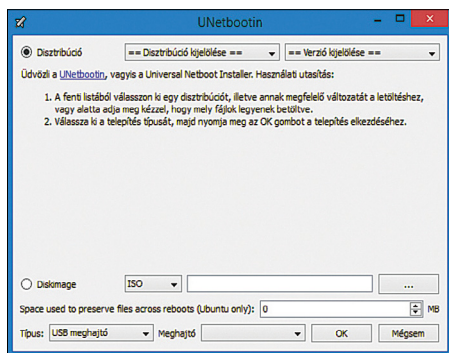 UNetbootin
Disztribúció == Disztribúció kijelölése == == Verzió kijelölése ==
Üdvözli a UNetbootin, vagyis a Universal Netboot Installer. Használati utasítás:
1. A fenti listából válasszon ki egy disztribúciót, illetve annak megfelelő változatát a letöltéshez,
vagy alatta adja meg kézzel, hogy mely fájlok legyenek betöltve.
2. Válassza ki a telepítés típusát, majd nyomja meg az OK gombot a telepítés elkezdéséhez.
Diskmage ISO ...
Space used to preserve files across reboots (Ubuntu only): 0 MB
Típus: USB meghajtó Meghajtó OK Mégsem